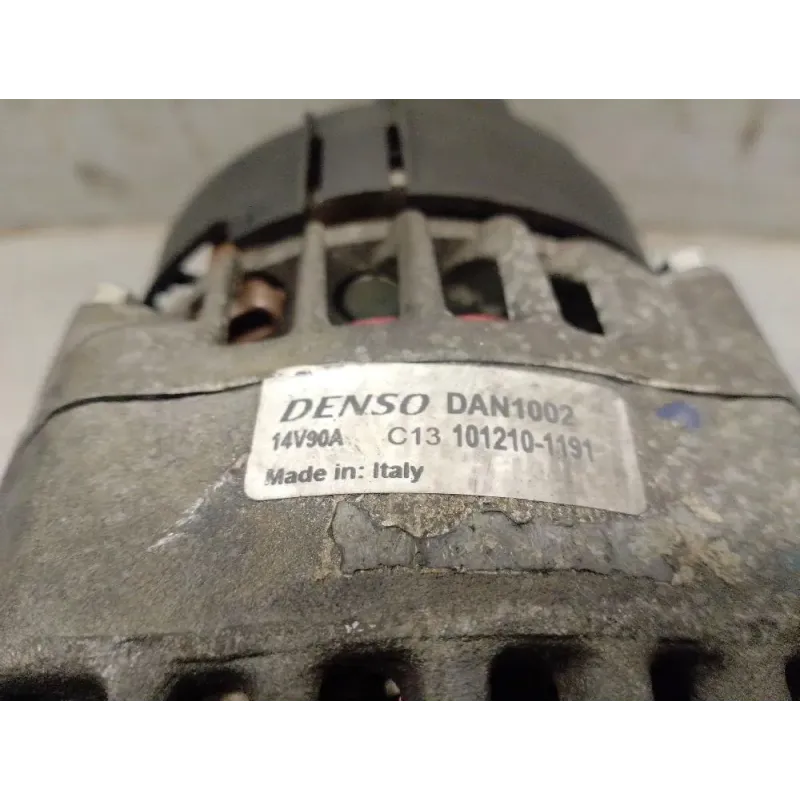 DENSO DAN1002
14V90A C13 101210-1191
Made in: Italy